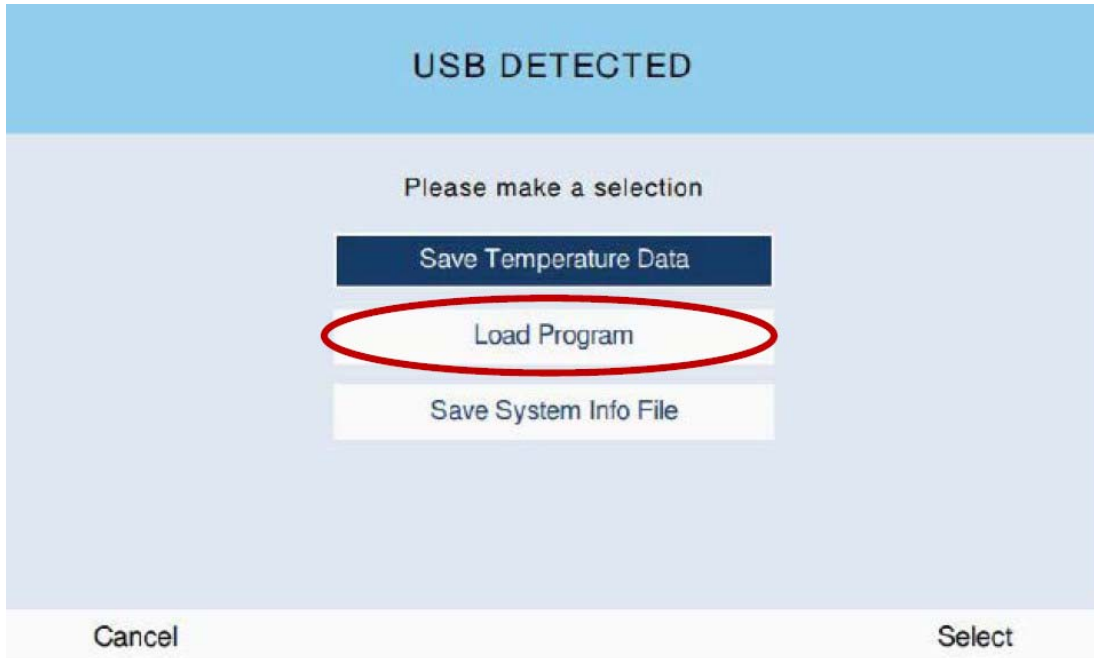 USB DETECTED
Please make a selection
Save Temperature Data
Load Program
Save System Info File
Cancel Select